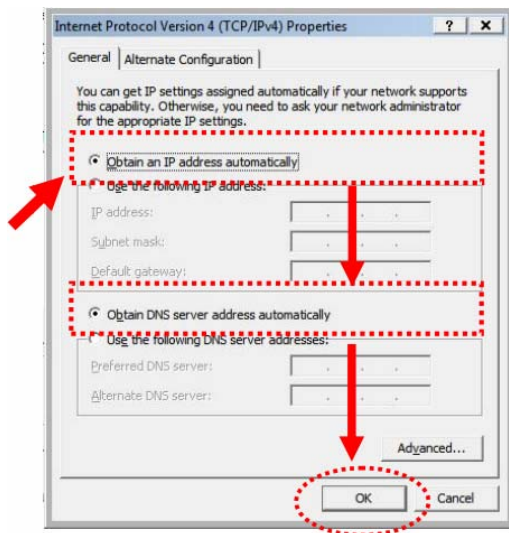 Internet Protocol Version 4 (TCP/IPv4) Properties
General
Alternate Configuration
You can get IP settings assigned automatically if your network supports
this capability. Otherwise, you need to ask your network administrator
for the appropriate IP settings.
Obtain an IP address automatically
Use the following IP address:
IP address:
Subnet mask:
Default gateway:
Obtain DNS server address automatically
Use the following DNS server addresses:
Preferred DNS server:
Alternate DNS server:
Advanced...
OK
Cancel